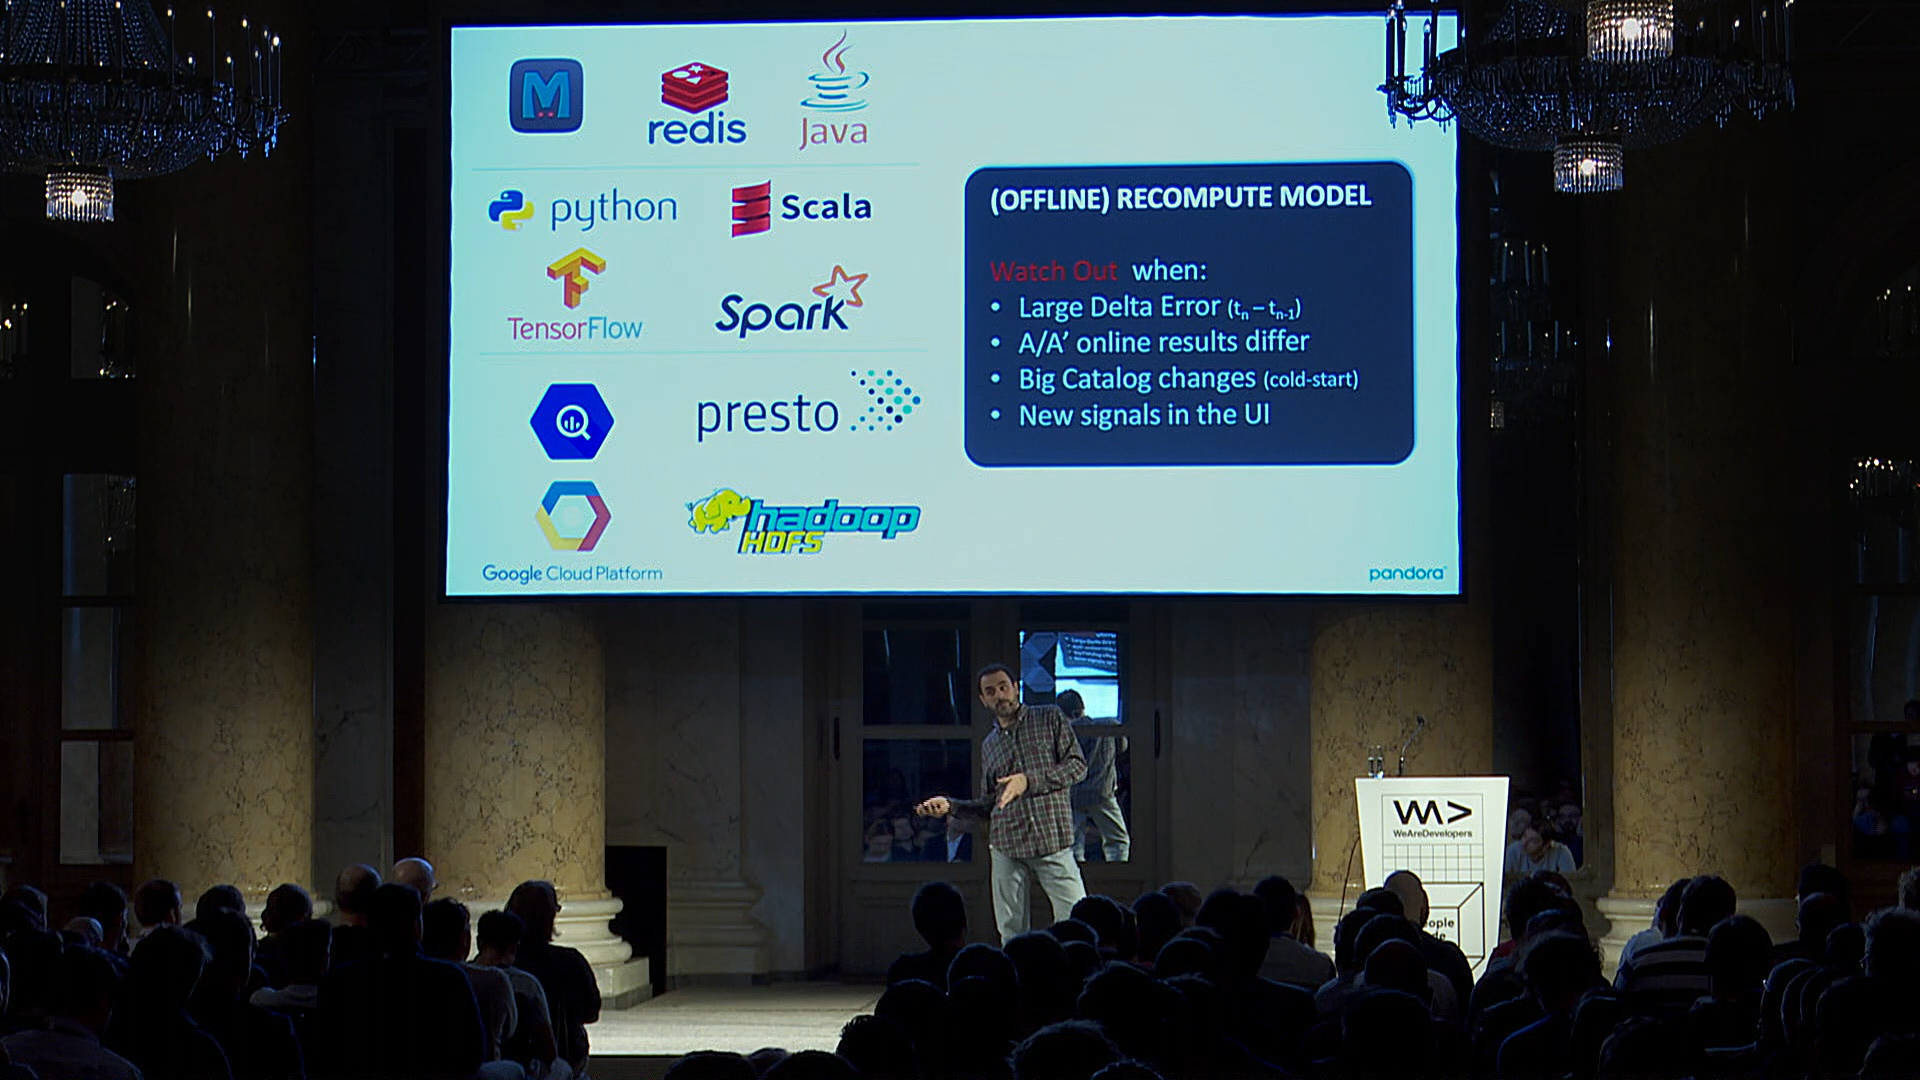 M
redis
Java
python
Scala
TensorFlow
Spark
presto
hadoop
HDFS
Google Cloud Platform
(OFFLINE) RECOMPUTE MODEL
Watch Out when:
• Large Delta Error (tn – tn-1)
• A/A’ online results differ
• Big Catalog changes (cold-start)
• New signals in the UI
pandora
WeAreDevelopers